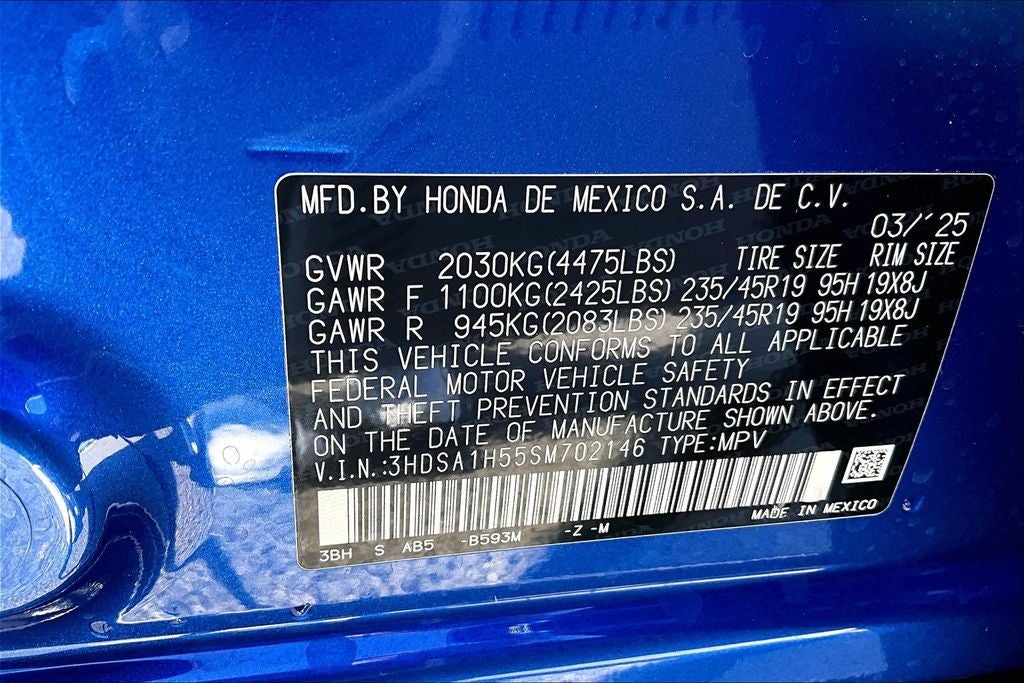 MFD.BY HONDA DE MEXICO S.A. DE C.V.
03/'25
GVWR 2030KG(4475LBS) TIRE SIZE RIM SIZE
GAWR F 1100KG(2425LBS) 235/45R19 95H 19X8J
GAWR R 945KG(2083LBS) 235/45R19 95H 19X8J
THIS VEHICLE CONFORMS TO ALL APPLICABLE
FEDERAL MOTOR VEHICLE SAFETY
AND THEFT PREVENTION STANDARDS IN EFFECT
ON THE DATE OF MANUFACTURE SHOWN ABOVE.
V.I.N.:3HDSA1H55SM702146 TYPE:MPV
3BH S AB5 -B593M -Z -M MADE IN MEXICO